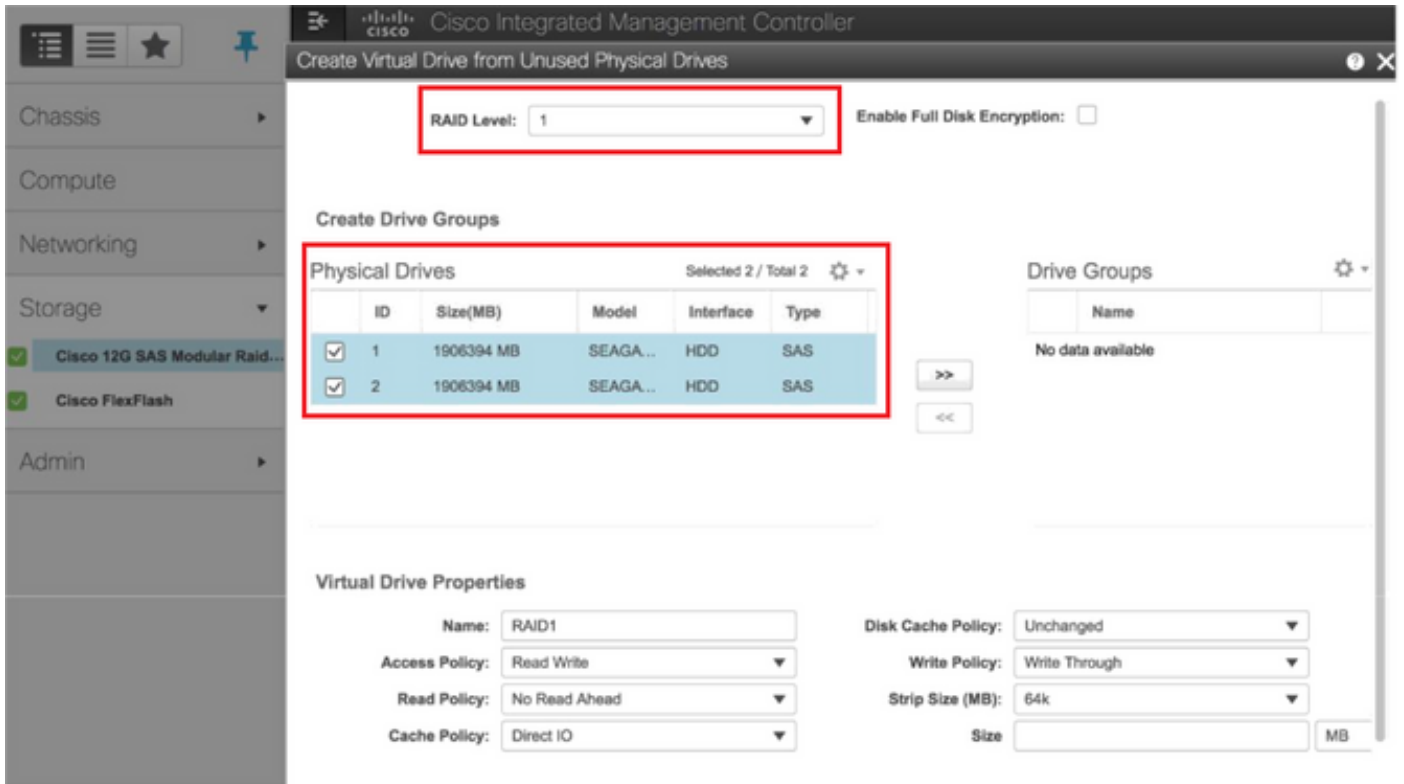 cisco Cisco Integrated Management Controller
Create Virtual Drive from Unused Physical Drives
Chassis
Compute
Networking
Storage
Cisco 12G SAS Modular Raid...
Cisco FlexFlash
Admin
RAID Level: 1 Enable Full Disk Encryption:
Create Drive Groups
Physical Drives Selected 2 / Total 2
ID Size(MB) Model Interface Type
1 1906394 MB SEAGA... HDD SAS
2 1906394 MB SEAGA... HDD SAS
>>
<<
Drive Groups
Name
No data available
Virtual Drive Properties
Name: RAID1 Disk Cache Policy: Unchanged
Access Policy: Read Write Write Policy: Write Through
Read Policy: No Read Ahead Strip Size (MB): 64k
Cache Policy: Direct IO Size MB